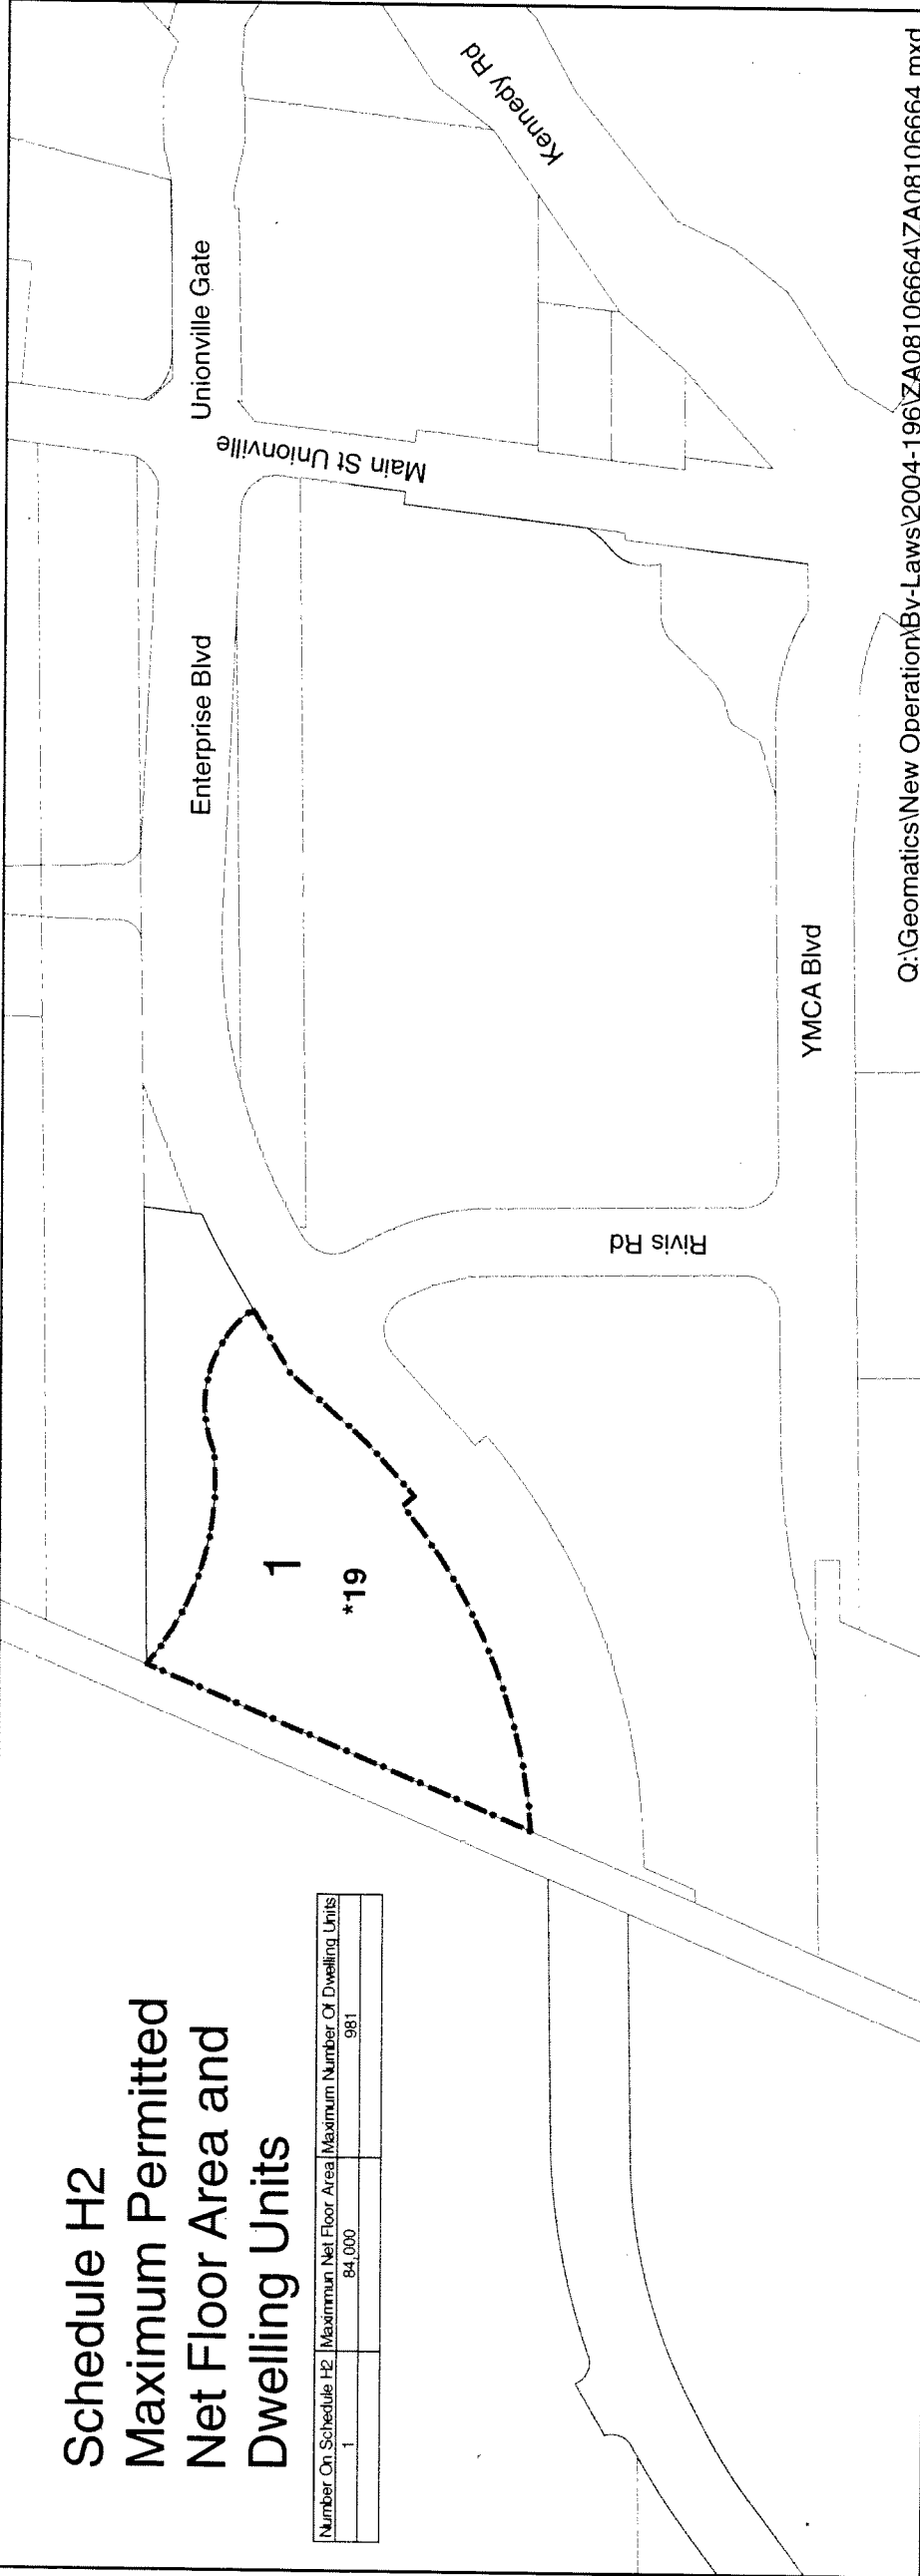 Schedule H2
Maximum Permitted
Net Floor Area and
Dwelling Units
Number On Schedule H2 Maximmun Net Floor Area Maximum Number Of Dwelling Units
1 84,000 981
1
*19
Enterprise Blvd
Unionville Gate
Main St Unionville
Kennedy Rd
Rivis Rd
YMCA Blvd
Q:\Geomatics\New Operation\By-Laws\2004-196\ZA08106664\ZA08106664.mxd